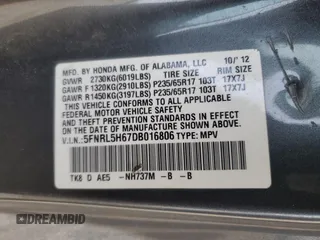 MFD. BY HONDA MFG. OF ALABAMA, LLC 10/12
GVWR 2730KG(6019LBS) TIRE SIZE RIM SIZE
GAWR F 1320KG(2910LBS) P235/65R17 103T 17X7J
GAWR R 1450KG(3197LBS) P235/65R17 103T 17X7J
THIS VEHICLE CONFORMS TO ALL APPLICABLE
FEDERAL MOTOR VEHICLE SAFETY AND THEFT
PREVENTION STANDARDS IN EFFECT ON THE DATE
OF MANUFACTURE SHOWN ABOVE.
V.I.N.: 5FNRL5H67DB016806 TYPE: MPV
TK8 D AE5 -NH737M -B -B
DREAMBID